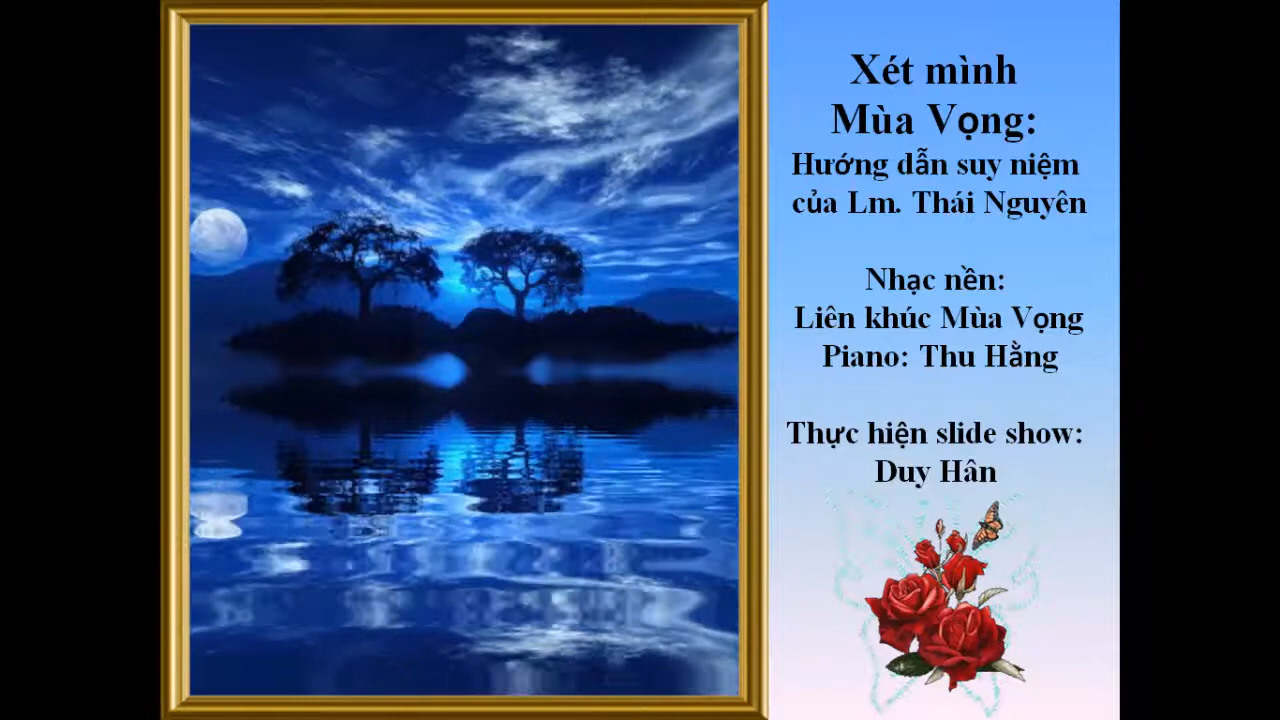 Xét mình
Mùa Vọng:
Hướng dẫn suy niệm
của Lm. Thái Nguyên
Nhạc nền:
Liên khúc Mùa Vọng
Piano: Thu Hằng
Thực hiện slide show:
Duy Hân